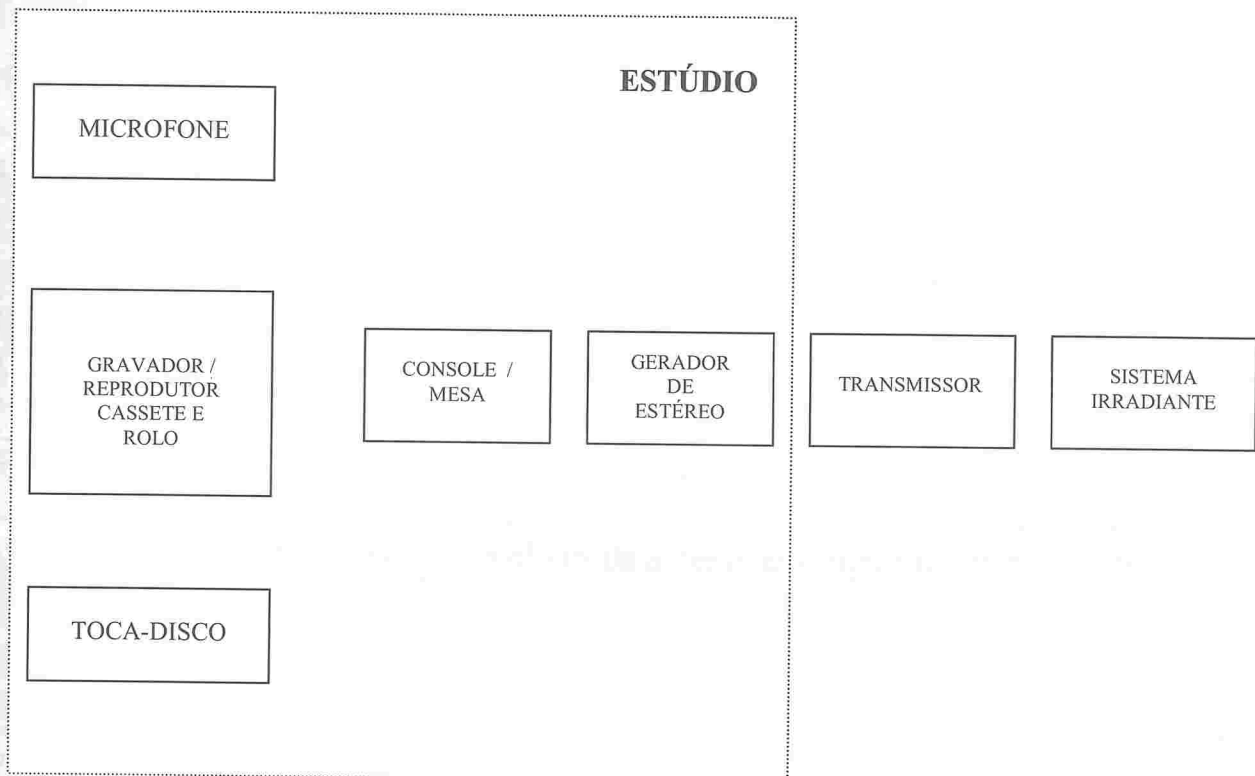 ESTÚDIO
MICROFONE
GRAVADOR /
REPRODUTOR
CASSETE E
ROLO
CONSOLE /
MESA
GERADOR
DE
ESTÉREO
TRANSMISSOR
SISTEMA
IRRADIANTE
TOCA-DISCO